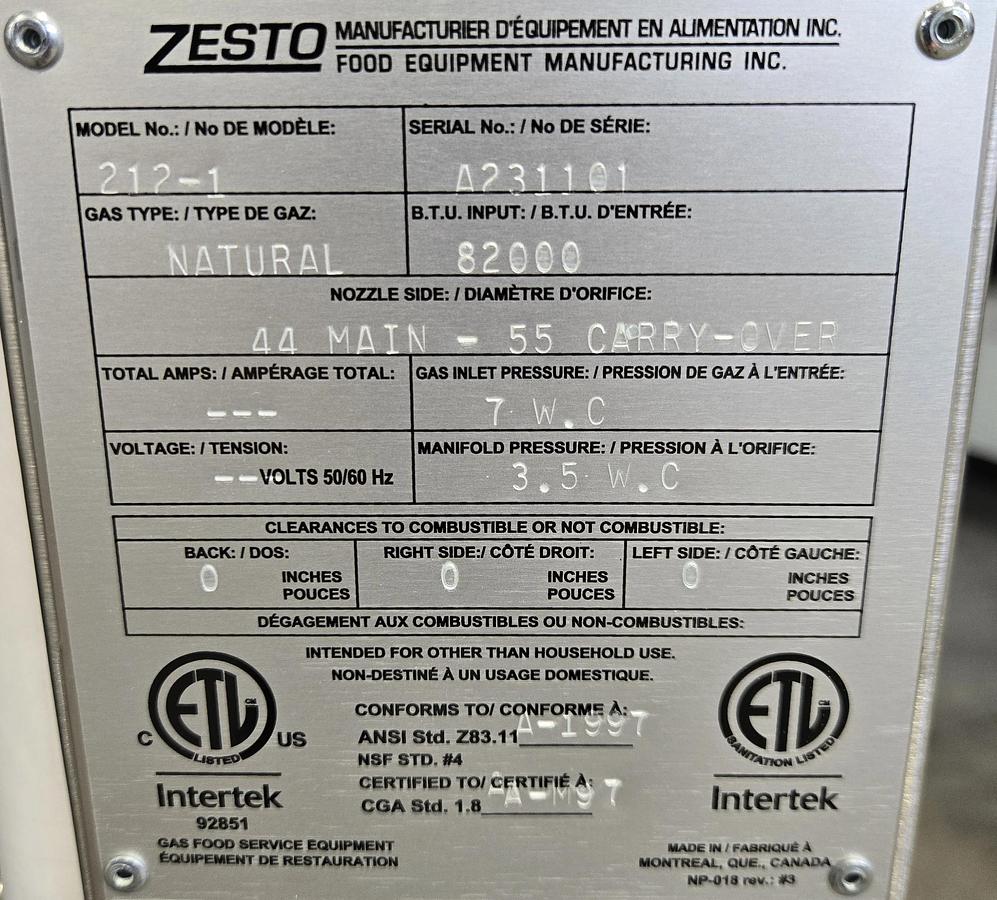 ZESTO MANUFACTURIER D'ÉQUIPEMENT EN ALIMENTATION INC.
FOOD EQUIPMENT MANUFACTURING INC.
MODEL No.: / No DE MODÈLE: SERIAL No.: / No DE SÉRIE:
212-1 A231101
GAS TYPE: / TYPE DE GAZ: B.T.U. INPUT: / B.T.U. D'ENTRÉE:
NATURAL 82000
NOZZLE SIDE: / DIAMÈTRE D'ORIFICE:
44 MAIN - 55 CARRY-OVER
TOTAL AMPS: / AMPÉRAGE TOTAL: GAS INLET PRESSURE: / PRESSION DE GAZ À L'ENTRÉE:
--- 7 W.C
VOLTAGE: / TENSION: MANIFOLD PRESSURE: / PRESSION À L'ORIFICE:
--VOLTS 50/60 Hz 3.5 W.C
CLEARANCES TO COMBUSTIBLE OR NOT COMBUSTIBLE:
BACK: / DOS: RIGHT SIDE:/ CÔTÉ DROIT: LEFT SIDE: / CÔTÉ GAUCHE:
0 INCHES 0 INCHES 0 INCHES
POUCES POUCES POUCES
DÉGAGEMENT AUX COMBUSTIBLES OU NON-COMBUSTIBLES:
INTENDED FOR OTHER THAN HOUSEHOLD USE.
NON-DESTINÉ À UN USAGE DOMESTIQUE.
ETL CM
C US
LISTED
Intertek
92851
CONFORMS TO/ CONFORME À:
ANSI Std. Z83.11 A-1997
NSF STD. #4
CERTIFIED TO/ CERTIFIÉ À:
CGA Std. 1.8 A-M97
ETL CM
SANITATION LISTED
Intertek
GAS FOOD SERVICE EQUIPMENT
ÉQUIPEMENT DE RESTAURATION
MADE IN / FABRIQUÉ À
MONTREAL, QUE., CANADA
NP-018 rev.: #3